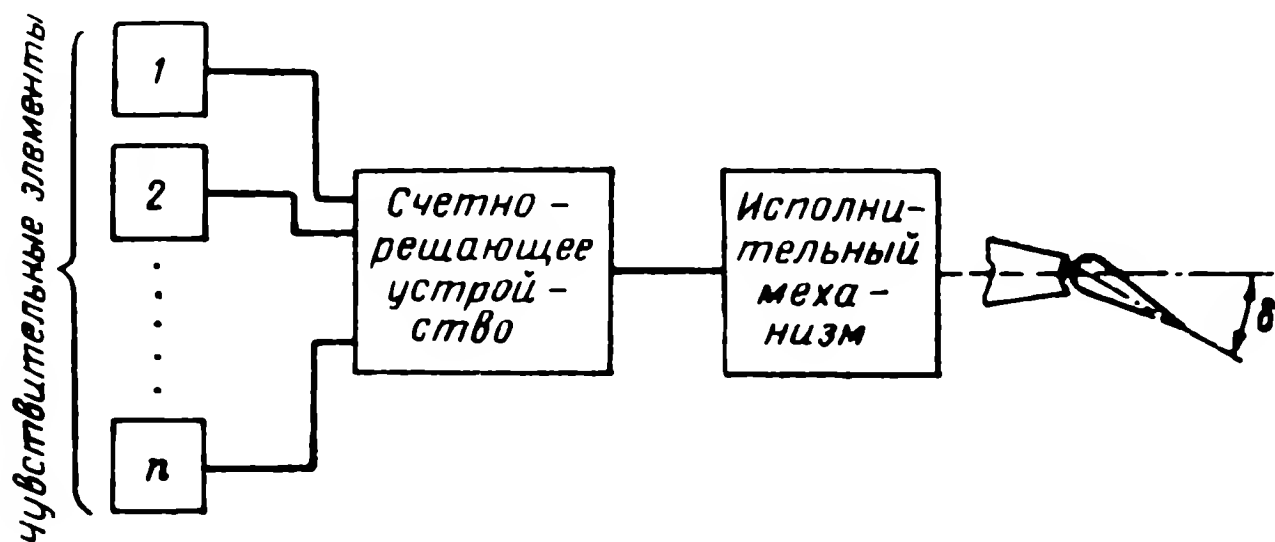 Чувствительные элементы
1
2
n
Счетно -
решающее
устрой -
ство
Исполни-
тельный
меха -
низм
δ